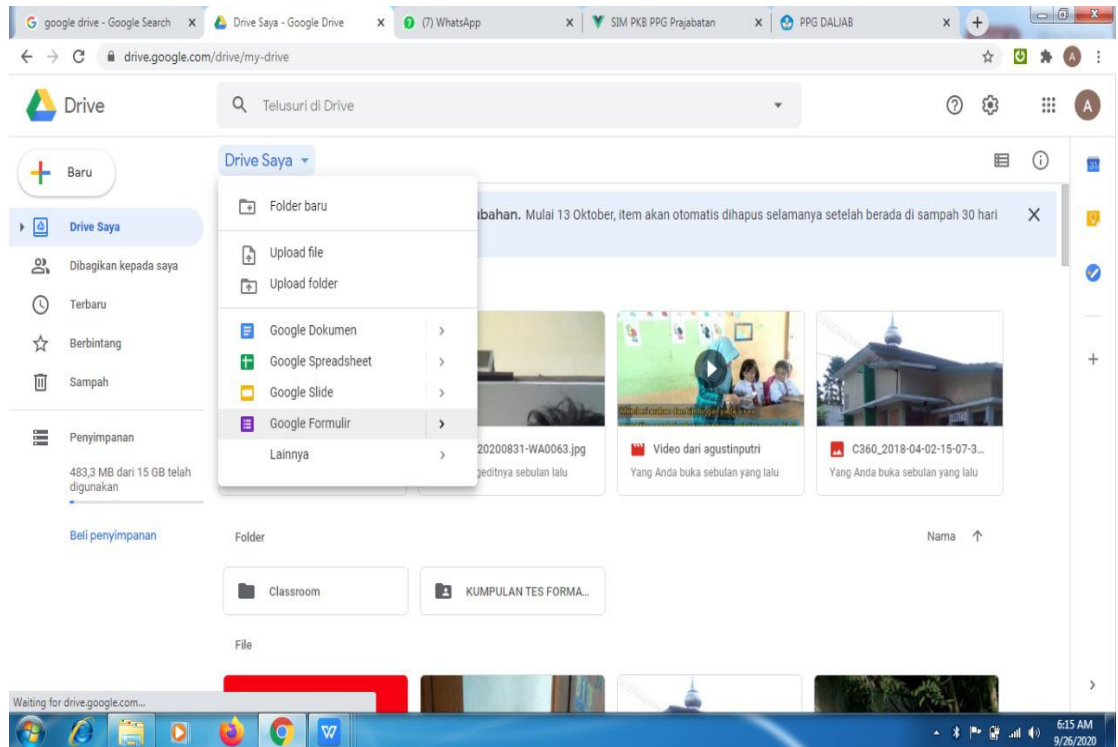 google drive - Google Search
Drive Saya - Google Drive
(7) WhatsApp
SIM PKB PPG Prajabatan
PPG DALJAB
drive.google.com/drive/my-drive
A
Drive
Telusuri di Drive
A
Baru
Drive Saya
Drive Saya
Dibagikan kepada saya
Terbaru
Berbintang
Sampah
Penyimpanan
483,3 MB dari 15 GB telah
digunakan
Beli penyimpanan
Folder baru
Upload file
Upload folder
Google Dokumen
Google Spreadsheet
Google Slide
Google Formulir
Lainnya
ubahan. Mulai 13 Oktober, item akan otomatis dihapus selamanya setelah berada di sampah 30 hari
20200831-WA0063.jpg
geditnya sebulan lalu
Video dari agustinputri
Yang Anda buka sebulan yang lalu
C360_2018-04-02-15-07-3...
Yang Anda buka sebulan yang lalu
Folder
Nama
Classroom
KUMPULAN TES FORMA...
File
Waiting for drive.google.com...
6:15 AM
9/26/2020